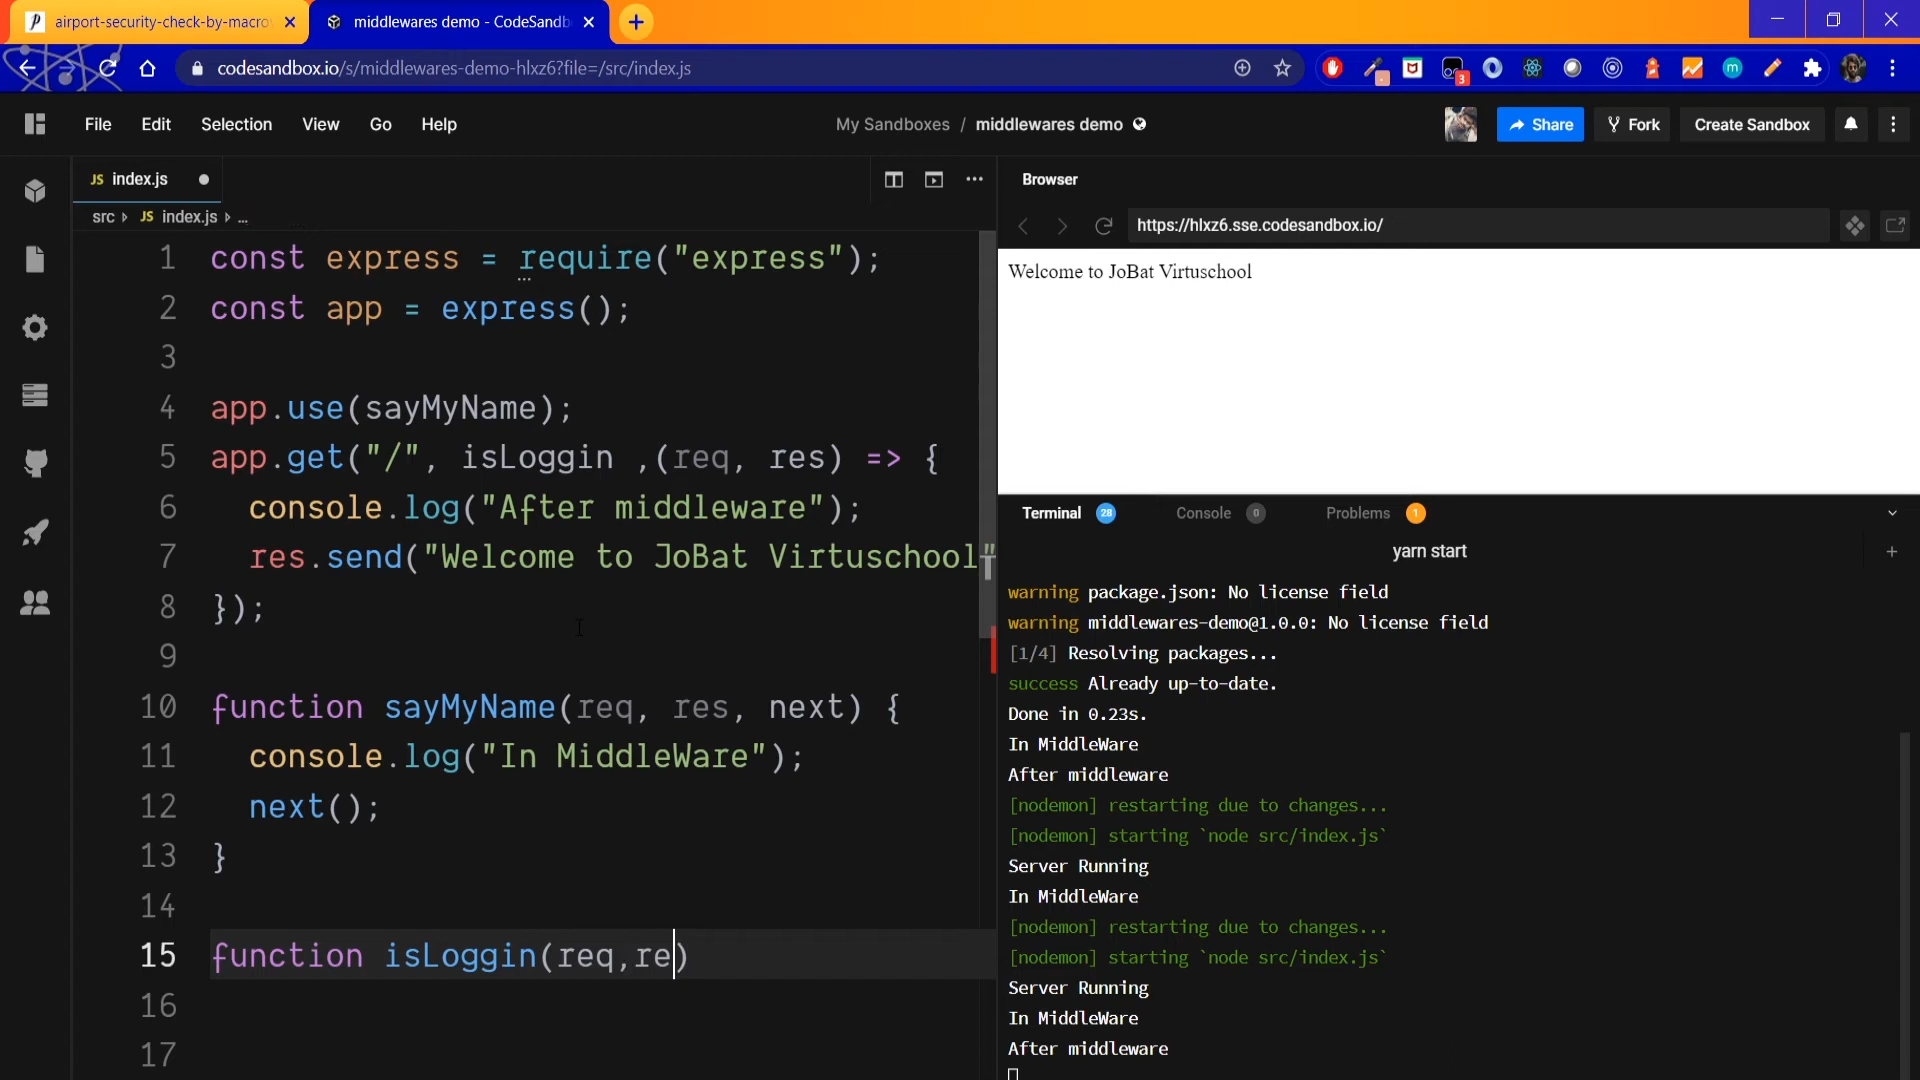 airport-security-check-by-macrov
middlewares demo - CodeSandb
codesandbox.io/s/middlewares-demo-hlxz6?file=/src/index.js
3
m
File Edit Selection View Go Help
My Sandboxes / middlewares demo
Share
Fork
Create Sandbox
JS index.js
src JS index.js ...
1 const express = require("express");
2 const app = express();
3
4 app.use(sayMyName);
5 app.get("/", isLoggin ,(req, res) => {
6 console.log("After middleware");
7 res.send("Welcome to JoBat Virtuschool"
8 });
9
10 function sayMyName(req, res, next) {
11 console.log("In MiddleWare");
12 next();
13 }
14
15 function isLoggin(req,re)
16
17
Browser
https://hlxz6.sse.codesandbox.io/
Welcome to JoBat Virtuschool
Terminal 28 Console 0 Problems 1
yarn start
warning package.json: No license field
warning middlewares-demo@1.0.0: No license field
[1/4] Resolving packages...
success Already up-to-date.
Done in 0.23s.
In MiddleWare
After middleware
[nodemon] restarting due to changes...
[nodemon] starting `node src/index.js`
Server Running
In MiddleWare
[nodemon] restarting due to changes...
[nodemon] starting `node src/index.js`
Server Running
In MiddleWare
After middleware